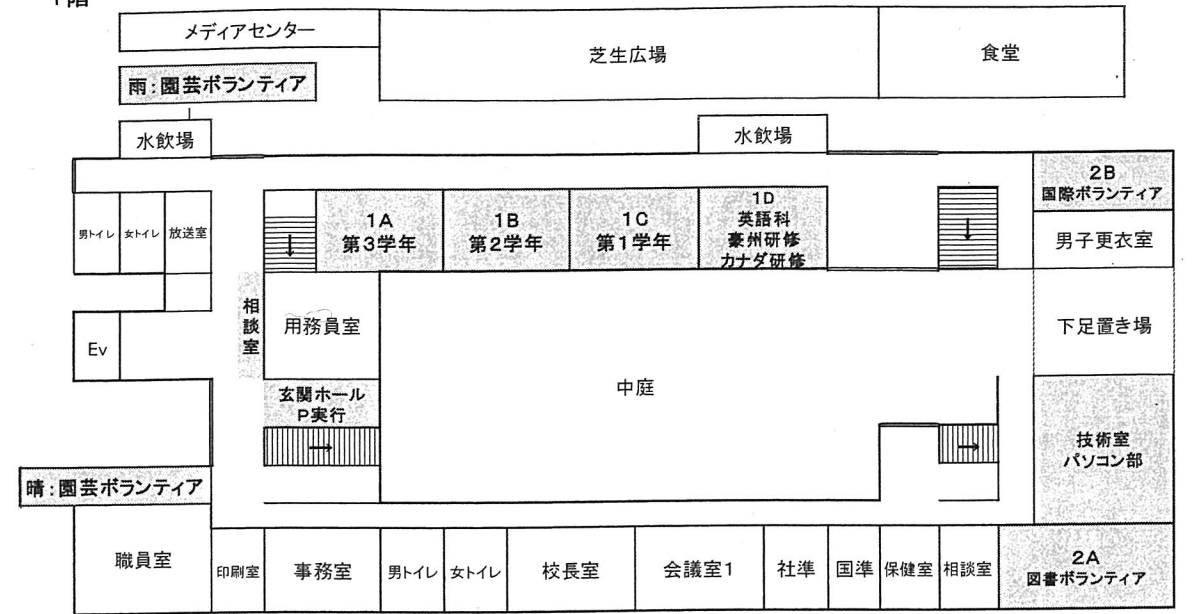 1階
メディアセンター
芝生広場
食堂
雨:園芸ボランティア
水飲場
水飲場
2B
国際ボランティア
男トイレ
女トイレ
放送室
1A
第3学年
1B
第2学年
1C
第1学年
1D
英語科
豪州研修
カナダ研修
↓
↓
男子更衣室
相談室
用務員室
下足置き場
Ev
中庭
玄関ホール
P実行
→
→
技術室
パソコン部
晴:園芸ボランティア
職員室
印刷室
事務室
男トイレ
女トイレ
校長室
会議室1
社準
国準
保健室
相談室
2A
図書ボランティア